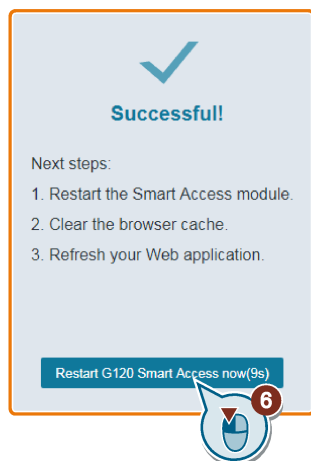 Successful!
Next steps:
1. Restart the Smart Access module.
2. Clear the browser cache.
3. Refresh your Web application.
Restart G120 Smart Access now(9s)
6